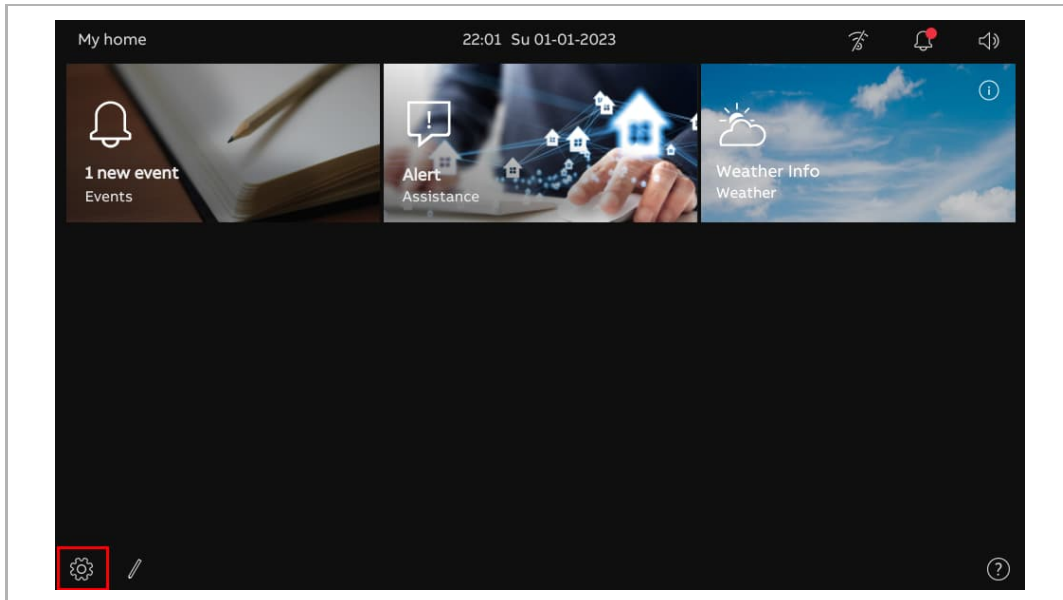 My home
22:01 Su 01-01-2023
1 new event
Events
Alert
Assistance
Weather Info
Weather